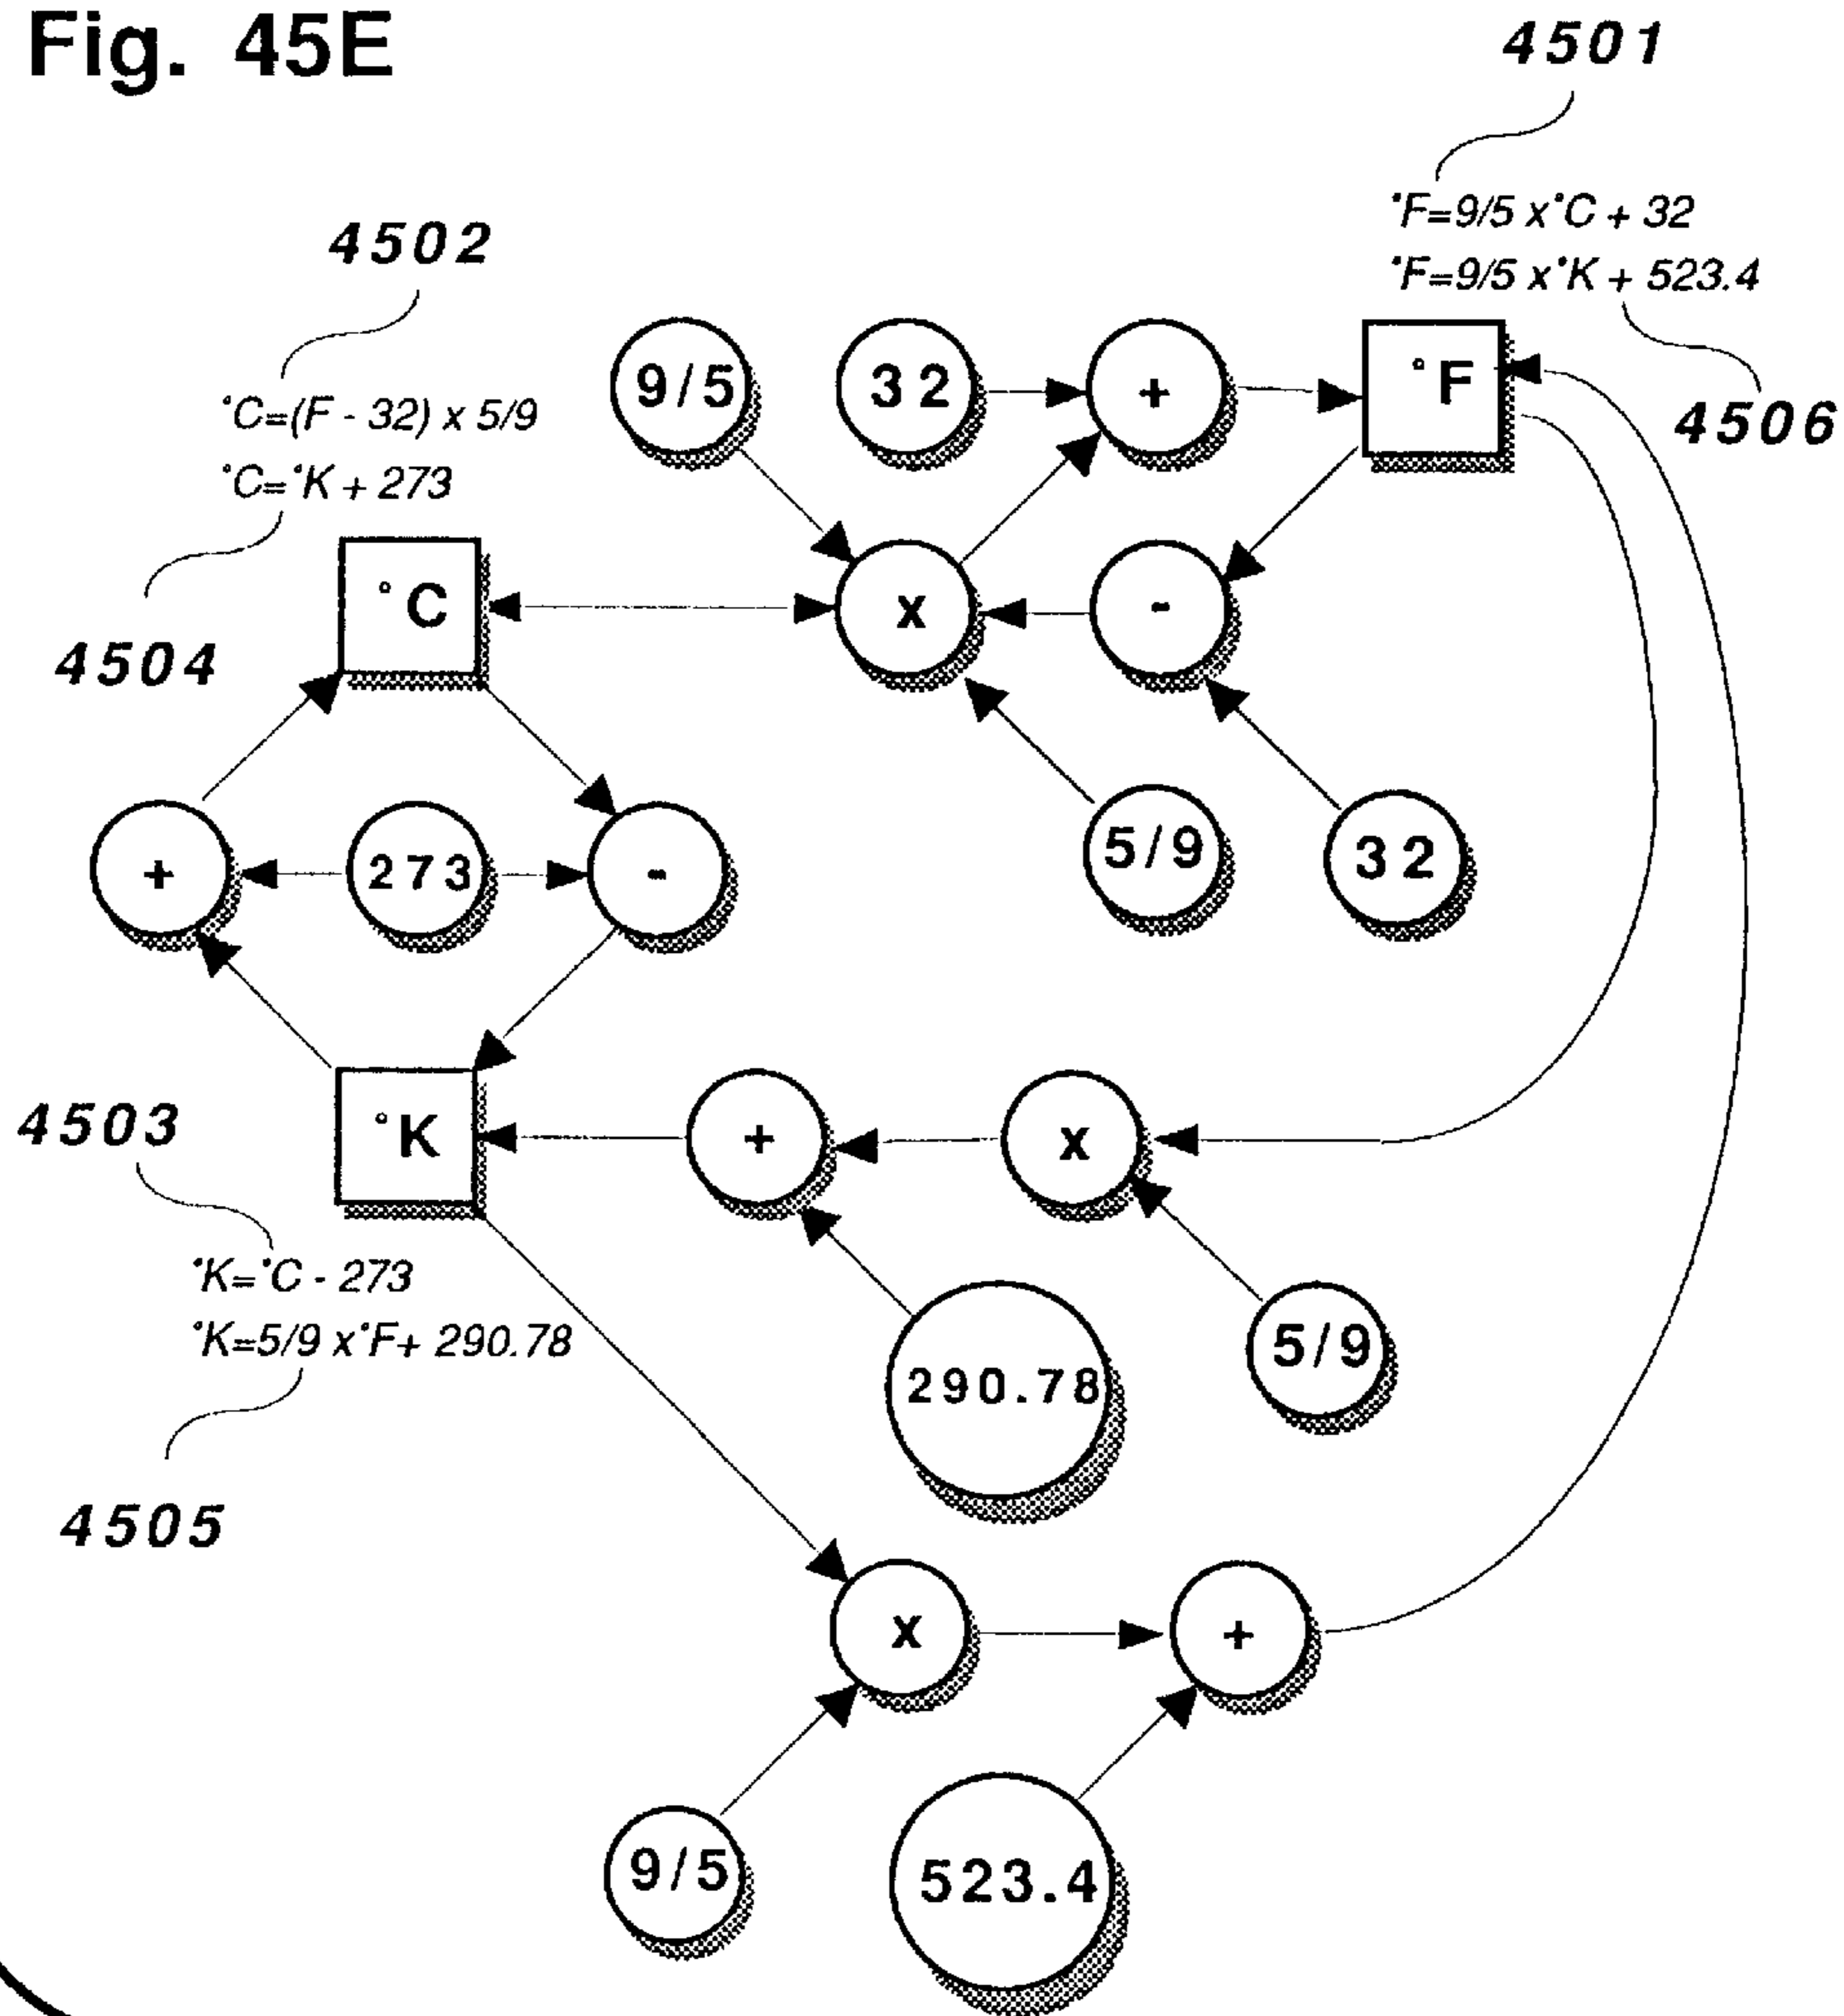 Fig. 45E
4501
°F=9/5 x°C + 32
°F=9/5 x°K + 523.4
4502
°C=(F - 32) x 5/9
°C=°K + 273
9/5
32
+
°F
4506
°C
x
-
4504
5/9
32
+
273
-
4503
°K
+
x
°K=°C - 273
°K=5/9 x°F+ 290.78
290.78
5/9
4505
x
+
9/5
523.4